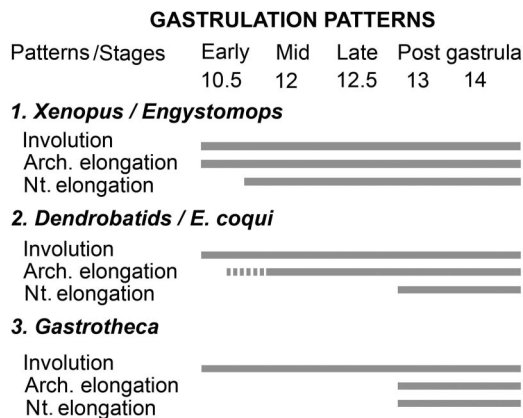 GASTRULATION PATTERNS
Patterns/Stages Early Mid Late Post gastrula
10.5 12 12.5 13 14
1. Xenopus / Engystomops
Involution
Arch. elongation
Nt. elongation
2. Dendrobatids / E. coqui
Involution
Arch. elongation
Nt. elongation
3. Gastrotheca
Involution
Arch. elongation
Nt. elongation